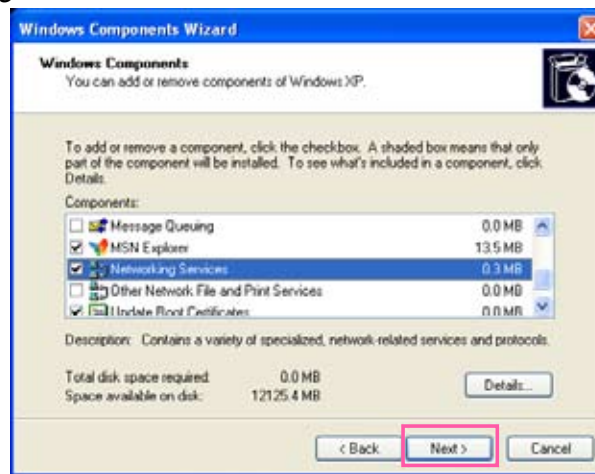 Windows Components Wizard
Windows Components
You can add or remove components of Windows XP.
To add or remove a component, click the checkbox. A shaded box means that only
part of the component will be installed. To see what's included in a component, click
Details.
Components:
Message Queuing 0.0 MB
MSN Explorer 13.5 MB
Networking Services 0.3 MB
Other Network File and Print Services 0.0 MB
Update Root Certificates 0.0 MB
Description: Contains a variety of specialized, network-related services and protocols.
Total disk space required: 0.0 MB
Space available on disk: 12125.4 MB
Details...
< Back Next > Cancel